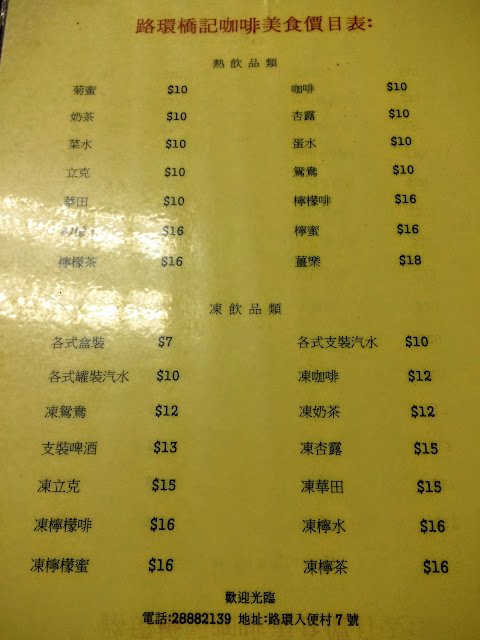 路環橋記咖啡美食價目表:
熱飲品類
菊蜜 $10 咖啡 $10
奶茶 $10 杏露 $10
菜水 $10 蛋水 $10
立克 $10 鴛鴦 $10
華田 $10 檸檬啡 $16
$16 檸蜜 $16
檸檬茶 $16 薑樂 $18
凍飲品類
各式盒裝 $7 各式支裝汽水 $10
各式罐裝汽水 $10 凍咖啡 $12
凍鴛鴦 $12 凍奶茶 $12
支裝啤酒 $13 凍杏露 $15
凍立克 $15 凍華田 $15
凍檸檬啡 $16 凍檸水 $16
凍檸檬蜜 $16 凍檸茶 $16
歡迎光臨
電話:28882139 地址:路環入便村7號